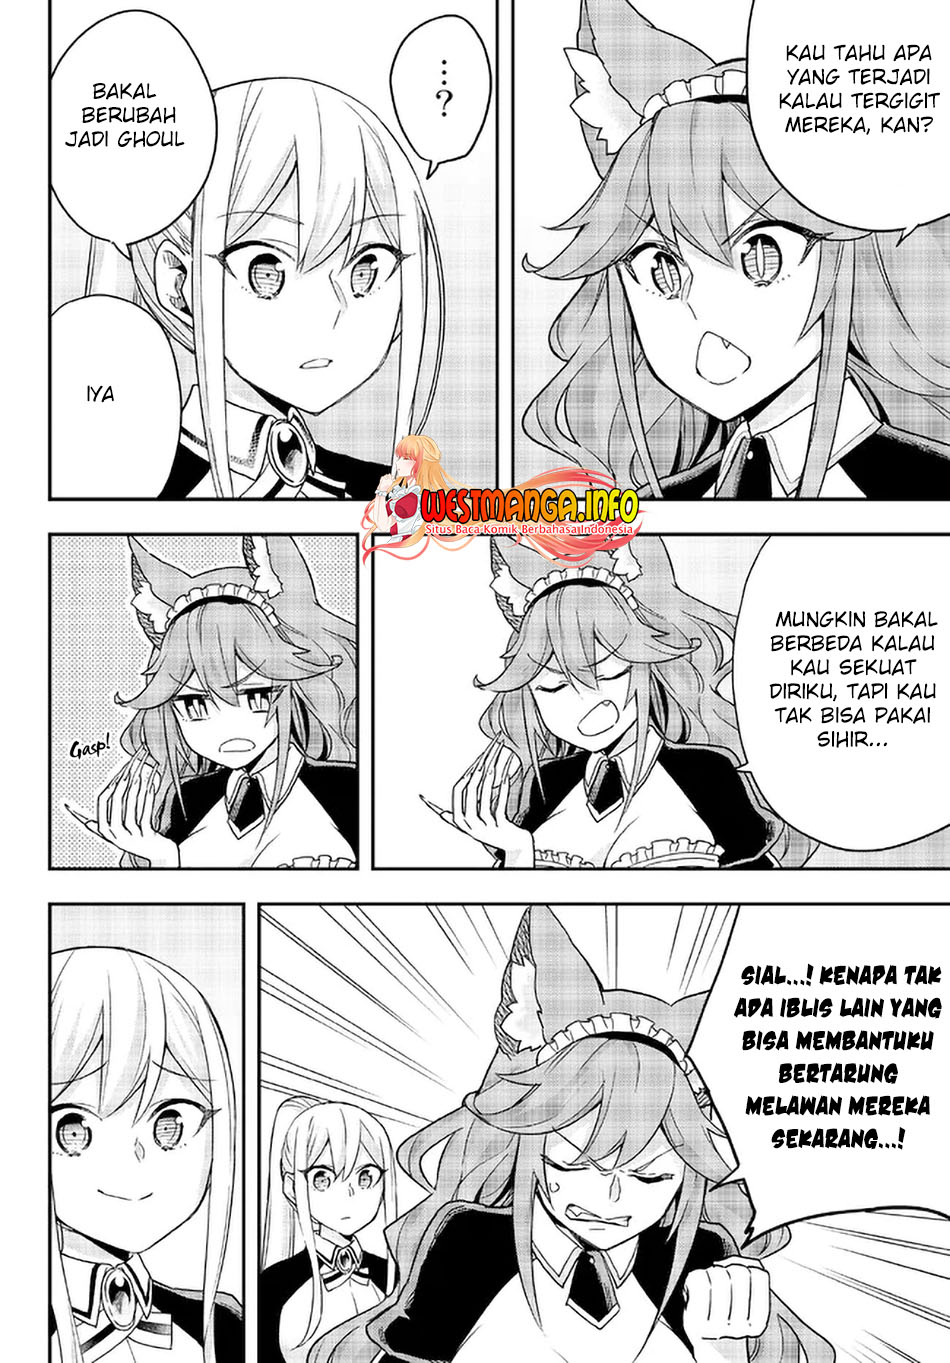 KAU TAHU APA
YANG TERJADI
KALAU TERGIGIT
MEREKA, KAN?
...?
BAKAL
BERUBAH
JADI GHOUL
IYA
WESTMANGA.INFO
Situs Baca Komik Berbahasa Indonesia
MUNGKIN BAKAL
BERBEDA KALAU
KAU SEKUAT
DIRIKU, TAPI KAU
TAK BISA PAKAI
SIHIR...
Gasp!
SIAL...! KENAPA TAK
ADA IBLIS LAIN YANG
BISA MEMBANTUKU
BERTARUNG
MELAWAN MEREKA
SEKARANG...!